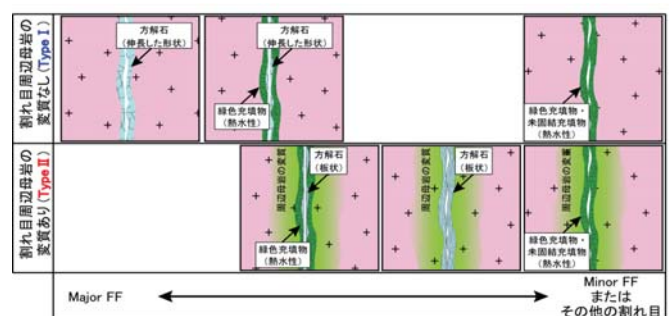 割れ目周辺母岩の
変質なし(Type I)
方解石
(伸長した形状)
方解石
(伸長した形状)
緑色充填物
(熱水性)
緑色充填物・
未固結充填物
(熱水性)
割れ目周辺母岩の
変質あり(Type II)
周辺母岩の変質
方解石
(板状)
緑色充填物
(熱水性)
周辺母岩の変質
方解石
(板状)
周辺母岩の変質
緑色充填物・
未固結充填物
(熱水性)
Major FF
Minor FF
または
その他の割れ目